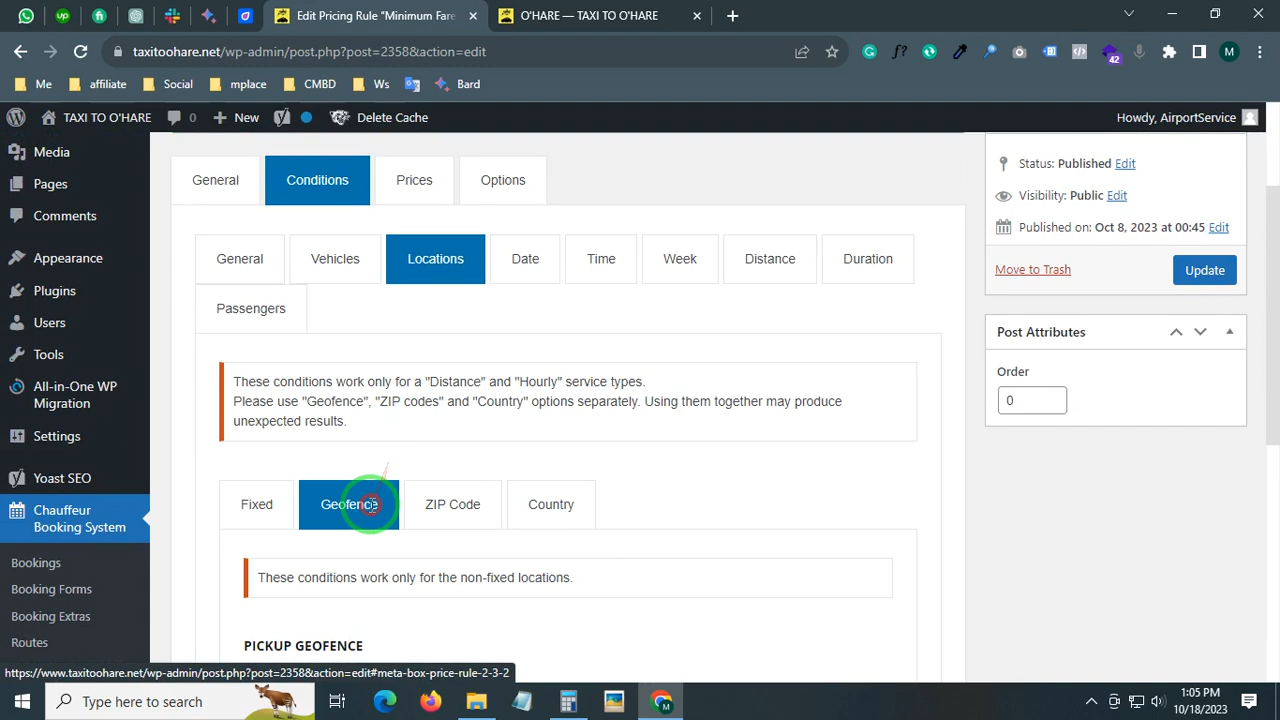 Edit Pricing Rule "Minimum Fare
O'HARE — TAXI TO O'HARE
taxitoohare.net/wp-admin/post.php?post=2358&action=edit
f?
42
M
Me
affiliate
Social
mplace
CMBD
Ws
Bard
TAXI TO O'HARE
0
New
Delete Cache
Howdy, AirportService
Media
Pages
Comments
Appearance
Plugins
Users
Tools
All-in-One WP
Migration
Settings
Yoast SEO
Chauffeur
Booking System
Bookings
Booking Forms
Booking Extras
Routes
General
Conditions
Prices
Options
General
Vehicles
Locations
Date
Time
Week
Distance
Duration
Passengers
These conditions work only for a "Distance" and "Hourly" service types.
Please use "Geofence", "ZIP codes" and "Country" options separately. Using them together may produce
unexpected results.
Fixed
Geofence
ZIP Code
Country
These conditions work only for the non-fixed locations.
PICKUP GEOFENCE
Status: Published Edit
Visibility: Public Edit
Published on: Oct 8, 2023 at 00:45 Edit
Move to Trash
Update
Post Attributes
Order
0
https://www.taxitoohare.net/wp-admin/post.php?post=2358&action=edit#meta-box-price-rule-2-3-2
Type here to search
M
1:05 PM
10/18/2023